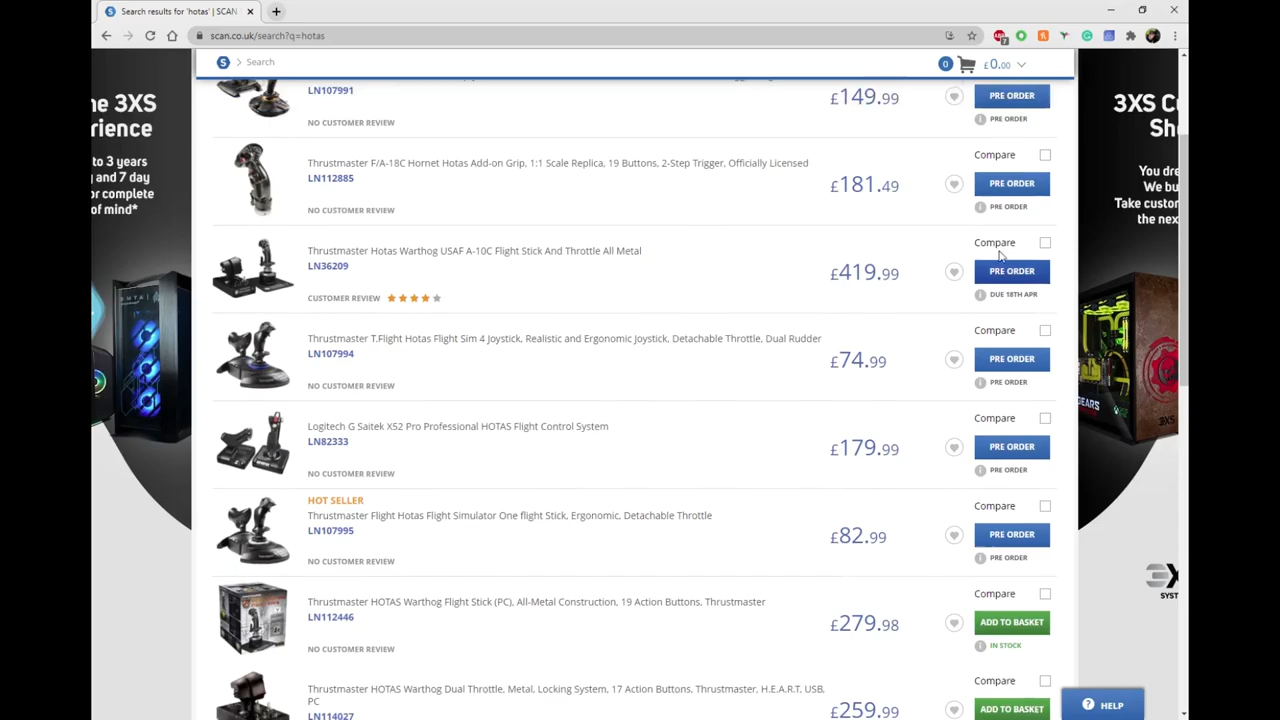 Search results for 'hotas' | SCAN
scan.co.uk/search?q=hotas
7
S > Search
0 £0.00
LN107991
£149.99
PRE ORDER
NO CUSTOMER REVIEW
PRE ORDER
Compare
Thrustmaster F/A-18C Hornet Hotas Add-on Grip, 1:1 Scale Replica, 19 Buttons, 2-Step Trigger, Officially Licensed
LN112885
£181.49
PRE ORDER
NO CUSTOMER REVIEW
PRE ORDER
Compare
Thrustmaster Hotas Warthog USAF A-10C Flight Stick And Throttle All Metal
LN36209
£419.99
PRE ORDER
CUSTOMER REVIEW
DUE 18TH APR
Compare
Thrustmaster T.Flight Hotas Flight Sim 4 Joystick, Realistic and Ergonomic Joystick, Detachable Throttle, Dual Rudder
LN107994
£74.99
PRE ORDER
NO CUSTOMER REVIEW
PRE ORDER
Compare
Logitech G Saitek X52 Pro Professional HOTAS Flight Control System
LN82333
£179.99
PRE ORDER
NO CUSTOMER REVIEW
PRE ORDER
HOT SELLER
Compare
Thrustmaster Flight Hotas Flight Simulator One flight Stick, Ergonomic, Detachable Throttle
LN107995
£82.99
PRE ORDER
NO CUSTOMER REVIEW
PRE ORDER
Compare
Thrustmaster HOTAS Warthog Flight Stick (PC), All-Metal Construction, 19 Action Buttons, Thrustmaster
LN112446
£279.98
ADD TO BASKET
NO CUSTOMER REVIEW
IN STOCK
Compare
Thrustmaster HOTAS Warthog Dual Throttle, Metal, Locking System, 17 Action Buttons, Thrustmaster, H.E.A.R.T. USB,
PC
LN114027
£259.99
ADD TO BASKET
HELP
he 3XS
rience
to 3 years
y and 7 day
or complete
of mind*
3XS Cu
Sh
You dre
We bu
Take custom
the nex
GEARS
3X
SYST